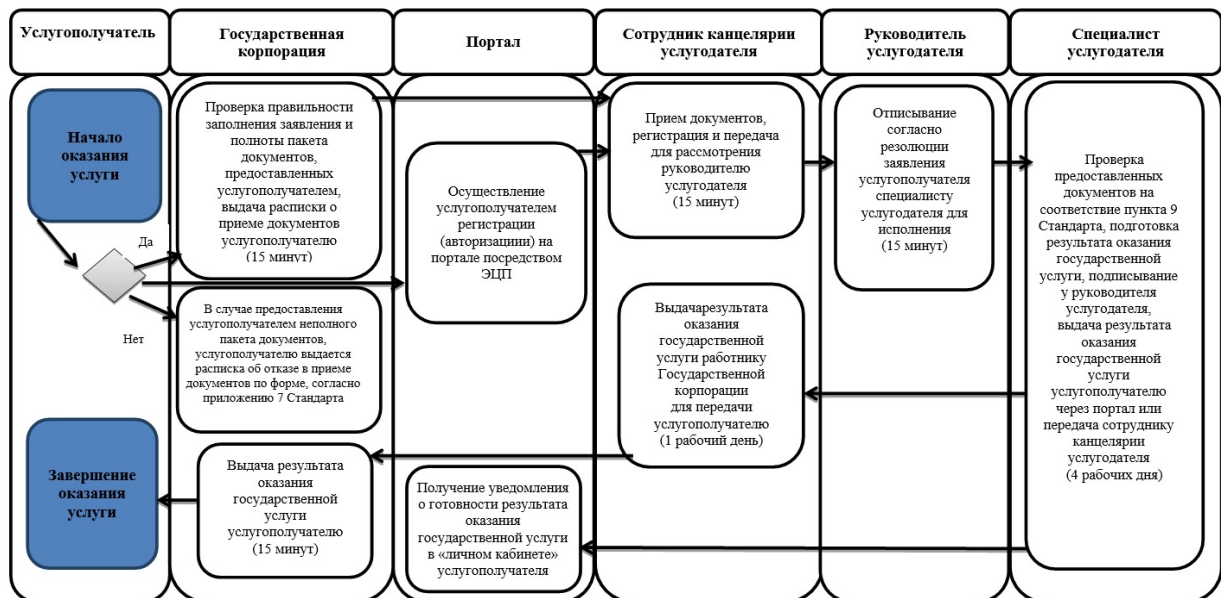 Услугополучатель
Государственная
корпорация
Портал
Сотрудник канцелярии
услугодателя
Руководитель
услугодателя
Специалист
услугодателя
Начало
оказания
услуги
Да
Нет
Проверка правильности
заполнения заявления и
полноты пакета
документов,
предоставленных
услугополучателем,
выдача расписки о
приеме документов
услугополучателю
(15 минут)
В случае предоставления
услугополучателем неполного
пакета документов,
услугополучателю выдается
расписка об отказе в приеме
документов по форме, согласно
приложению 7 Стандарта
Осуществление
услугополучателем
регистрации
(авторизациии) на
портале посредством
ЭЦП
Прием документов,
регистрация и передача
для рассмотрения
руководителю
услугодателя
(15 минут)
Отписывание
согласно
резолюции
заявления
услугополучателя
специалисту
услугодателя для
исполнения
(15 минут)
Проверка
предоставленных
документов на
соответствие пункта 9
Стандарта, подготовка
результата оказания
государственной
услуги, подписывание
у руководителя
услугодателя,
выдача результата
оказания
государственной
услуги
услугополучателю
через портал или
передача сотруднику
канцелярии
услугодателя
(4 рабочих дня)
Выдачарезультата
оказания
государственной
услуги работнику
Государственной
корпорации
для передачи
услугополучателю
(1 рабочий день)
Завершение
оказания
услуги
Выдача результата
оказания
государственной
услуги
услугополучателю
(15 минут)
Получение уведомления
о готовности результата
оказания
государственной услуги
в «личном кабинете»
услугополучателя